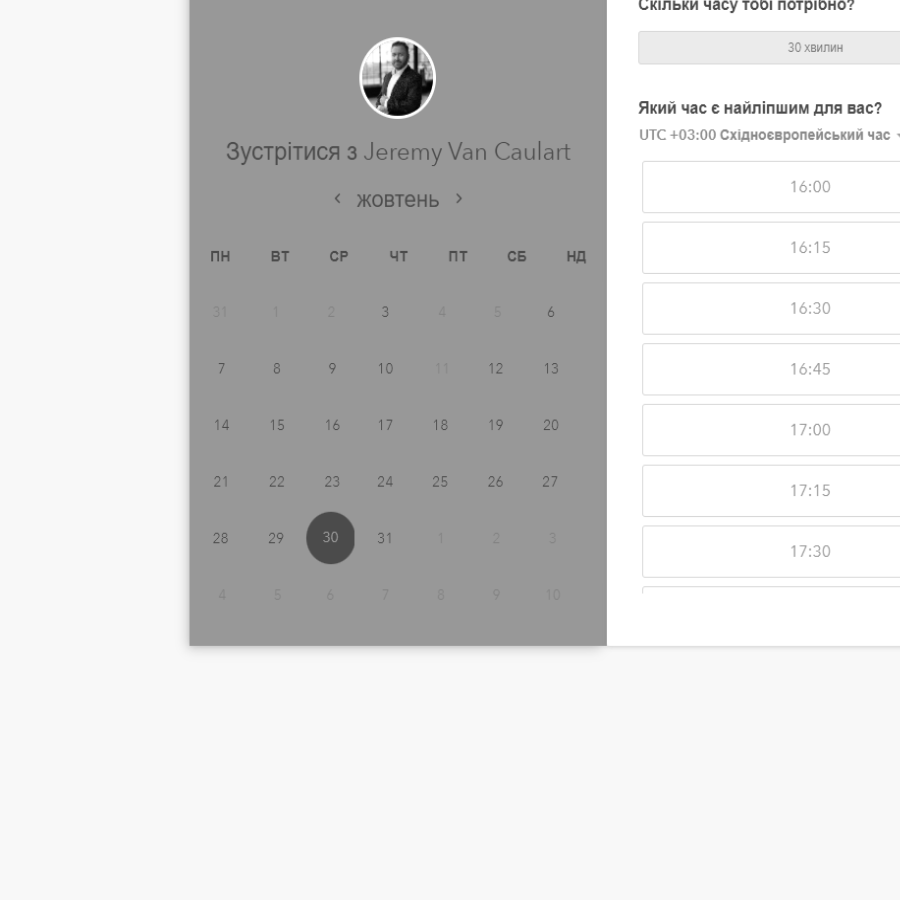 Зустрітися з Jeremy Van Caulart
‹ жовтень ›
ПН ВТ СР ЧТ ПТ СБ НД
31 1 2 3 4 5 6
7 8 9 10 11 12 13
14 15 16 17 18 19 20
21 22 23 24 25 26 27
28 29 30 31 1 2 3
4 5 6 7 8 9 10
Скільки часу тобі потрібно?
30 хвилин
Який час є найліпшим для вас?
UTC +03:00 Східноєвропейський час
16:00
16:15
16:30
16:45
17:00
17:15
17:30